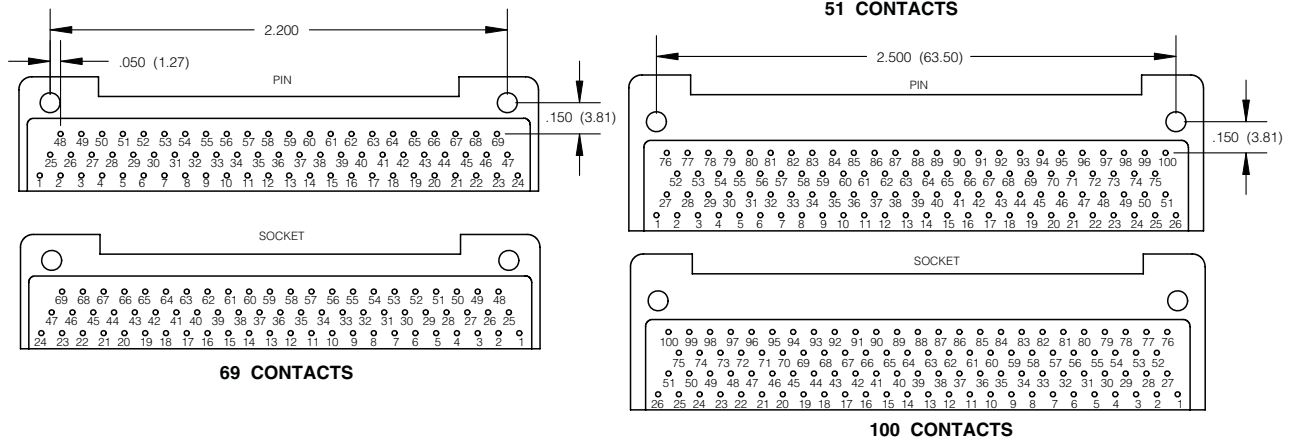 51 CONTACTS
2.200
.050 (1.27)
PIN
.150 (3.81)
48 49 50 51 52 53 54 55 56 57 58 59 60 61 62 63 64 65 66 67 68 69
25 26 27 28 29 30 31 32 33 34 35 36 37 38 39 40 41 42 43 44 45 46 47
1 2 3 4 5 6 7 8 9 10 11 12 13 14 15 16 17 18 19 20 21 22 23 24
SOCKET
69 68 67 66 65 64 63 62 61 60 59 58 57 56 55 54 53 52 51 50 49 48
47 46 45 44 43 42 41 40 39 38 37 36 35 34 33 32 31 30 29 28 27 26 25
24 23 22 21 20 19 18 17 16 15 14 13 12 11 10 9 8 7 6 5 4 3 2 1
69 CONTACTS
2.500 (63.50)
PIN
.150 (3.81)
76 77 78 79 80 81 82 83 84 85 86 87 88 89 90 91 92 93 94 95 96 97 98 99 100
52 53 54 55 56 57 58 59 60 61 62 63 64 65 66 67 68 69 70 71 72 73 74 75
27 28 29 30 31 32 33 34 35 36 37 38 39 40 41 42 43 44 45 46 47 48 49 50 51
1 2 3 4 5 6 7 8 9 10 11 12 13 14 15 16 17 18 19 20 21 22 23 24 25 26
SOCKET
100 99 98 97 96 95 94 93 92 91 90 89 88 87 86 85 84 83 82 81 80 79 78 77 76
75 74 73 72 71 70 69 68 67 66 65 64 63 62 61 60 59 58 57 56 55 54 53 52
51 50 49 48 47 46 45 44 43 42 41 40 39 38 37 36 35 34 33 32 31 30 29 28 27
26 25 24 23 22 21 20 19 18 17 16 15 14 13 12 11 10 9 8 7 6 5 4 3 2 1
100 CONTACTS